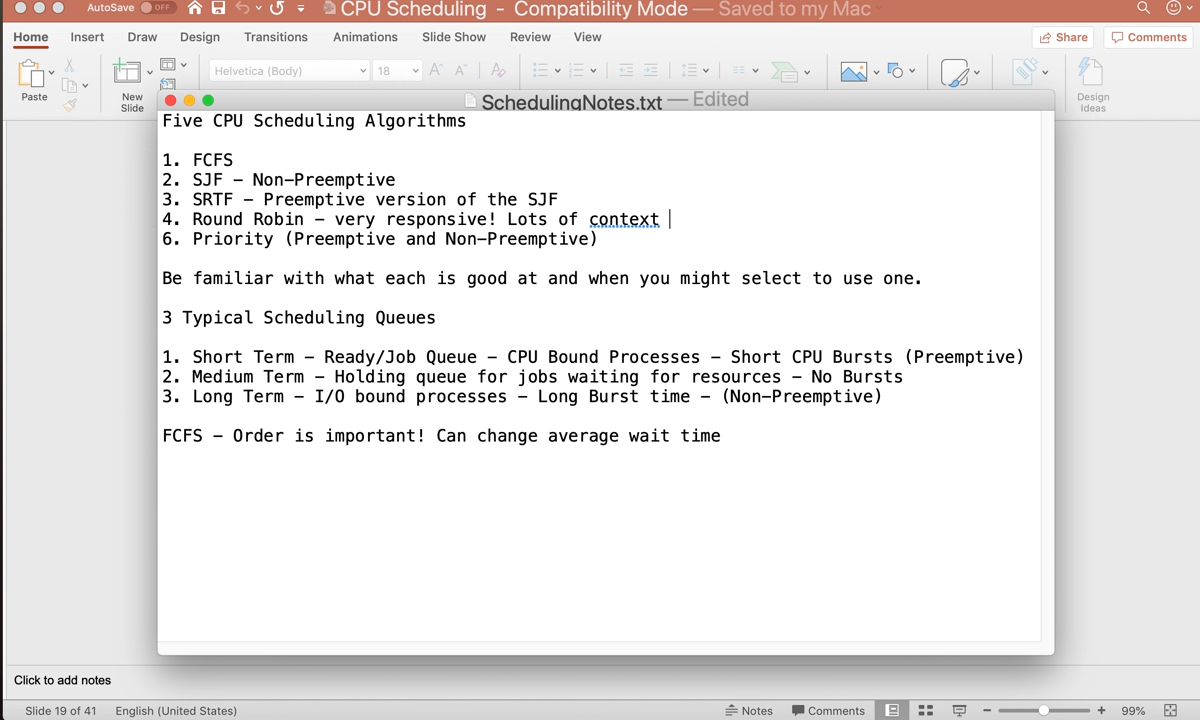 AutoSave OFF CPU Scheduling - Compatibility Mode — Saved to my Mac
Home Insert Draw Design Transitions Animations Slide Show Review View Share Comments
Helvetica (Body) 18
Paste New Slide Design Ideas
SchedulingNotes.txt — Edited
Five CPU Scheduling Algorithms
1. FCFS
2. SJF – Non–Preemptive
3. SRTF – Preemptive version of the SJF
4. Round Robin – very responsive! Lots of context
6. Priority (Preemptive and Non–Preemptive)
Be familiar with what each is good at and when you might select to use one.
3 Typical Scheduling Queues
1. Short Term – Ready/Job Queue – CPU Bound Processes – Short CPU Bursts (Preemptive)
2. Medium Term – Holding queue for jobs waiting for resources – No Bursts
3. Long Term – I/O bound processes – Long Burst time – (Non–Preemptive)
FCFS – Order is important! Can change average wait time
Click to add notes
Slide 19 of 41 English (United States) Notes Comments 99%